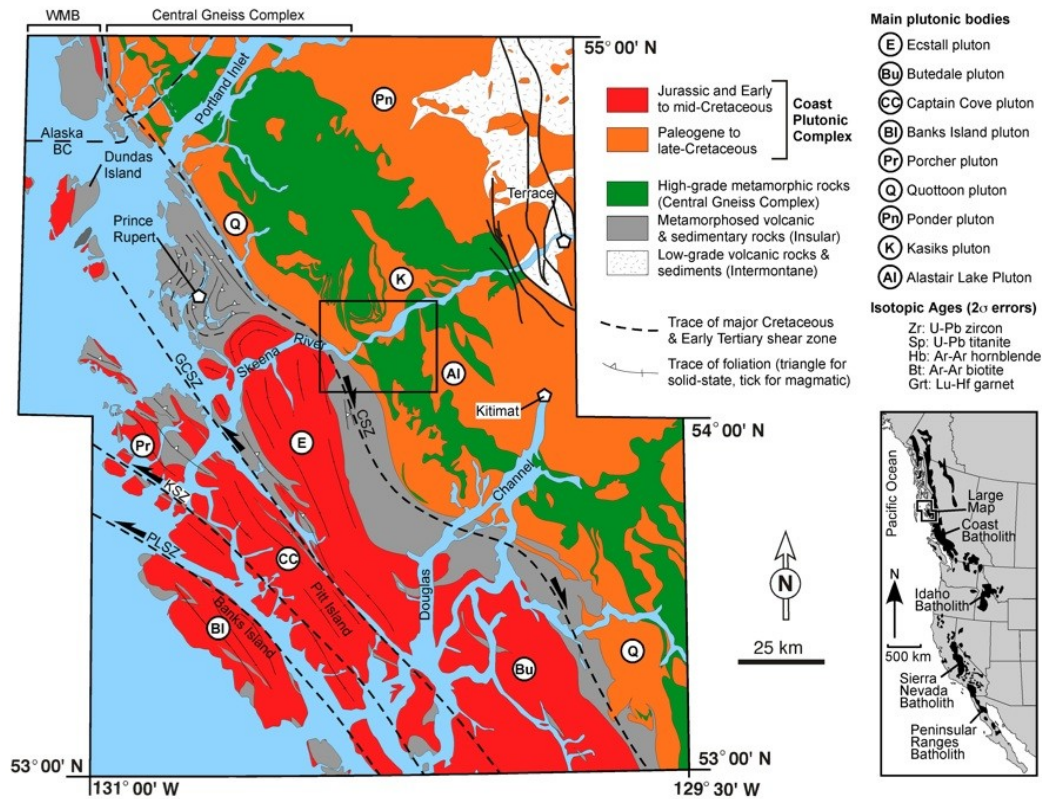 WMB
Central Gneiss Complex
55°00' N
Portland Inlet
Pn
Alaska
BC
Dundas
Island
Prince
Rupert
Q
K
Terrace
Skeena
River
Al
Kitimat
GCSZ
CSZ
54°00' N
Pr
E
KSZ
Channel
PLSZ
CC
Pitt Island
Douglas
Banks Island
BI
Bu
Q
N
25 km
53°00' N
53°00' N
131°00' W
129°30' W
Jurassic and Early
to mid-Cretaceous
Paleogene to
late-Cretaceous
Coast
Plutonic
Complex
High-grade metamorphic rocks
(Central Gneiss Complex)
Metamorphosed volcanic
& sedimentary rocks (Insular)
Low-grade volcanic rocks &
sediments (Intermontane)
Trace of major Cretaceous
& Early Tertiary shear zone
Trace of foliation (triangle for
solid-state, tick for magmatic)
Main plutonic bodies
E Ecstall pluton
Bu Butedale pluton
CC Captain Cove pluton
BI Banks Island pluton
Pr Porcher pluton
Q Quottoon pluton
Pn Ponder pluton
K Kasiks pluton
Al Alastair Lake Pluton
Isotopic Ages (2σ errors)
Zr: U-Pb zircon
Sp: U-Pb titanite
Hb: Ar-Ar hornblende
Bt: Ar-Ar biotite
Grt: Lu-Hf garnet
Pacific Ocean
Large
Map
Coast
Batholith
N
Idaho
Batholith
500 km
Sierra
Nevada
Batholith
Peninsular
Ranges
Batholith